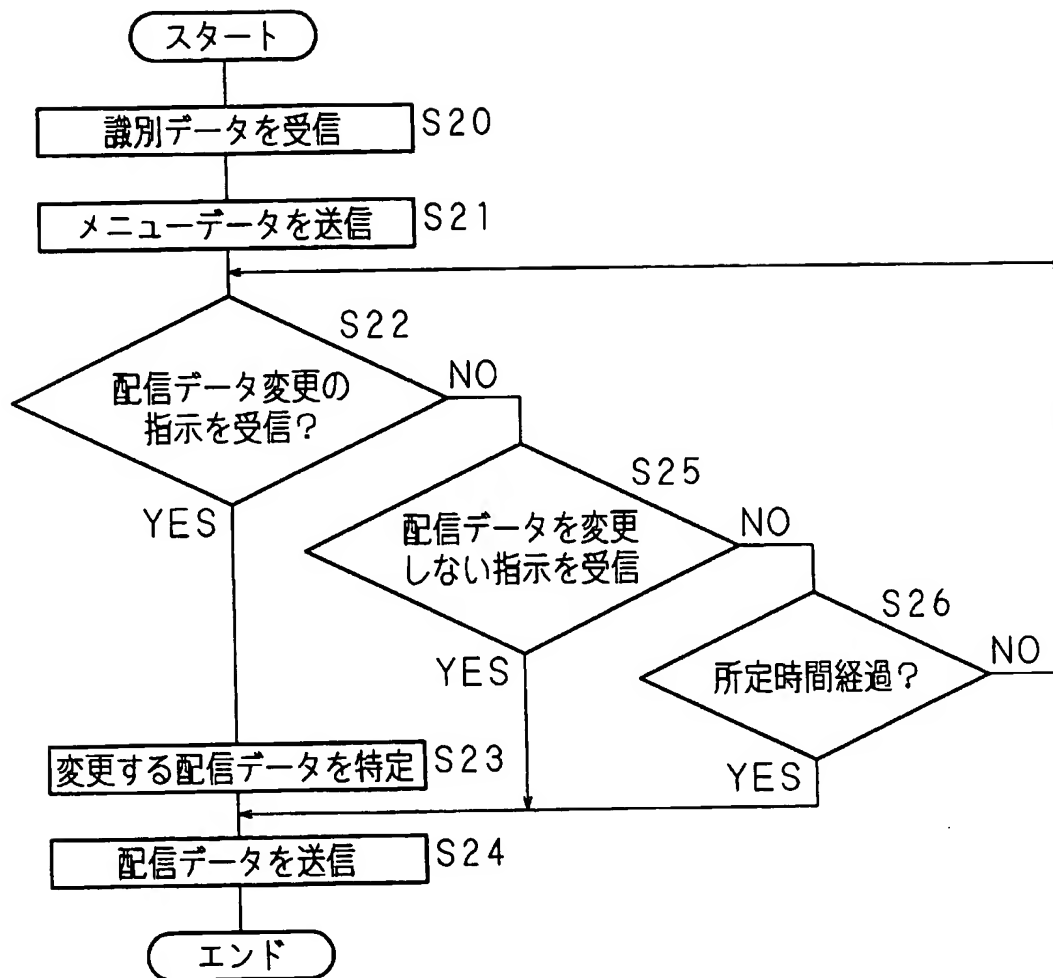 スタート
識別データを受信
S20
メニューデータを送信
S21
S22
配信データ変更の
指示を受信?
NO
YES
S25
配信データを変更
しない指示を受信
NO
YES
S26
所定時間経過?
NO
YES
変更する配信データを特定
S23
配信データを送信
S24
エンド